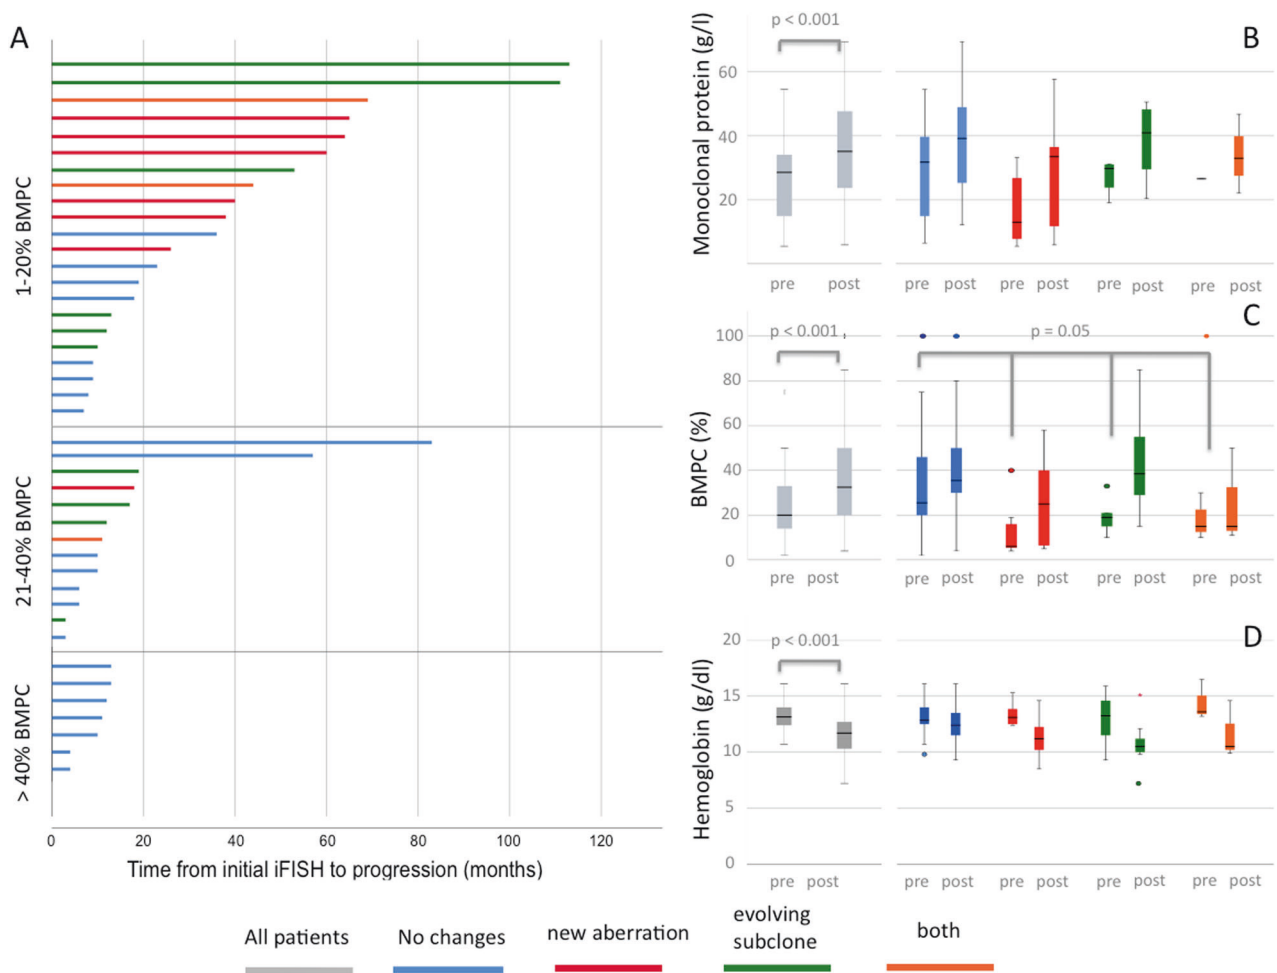 A
1-20% BMPC
21-40% BMPC
> 40% BMPC
0 20 40 60 80 100 120
Time from initial iFISH to progression (months)
B
p < 0.001
Monoclonal protein (g/l)
60
40
20
pre post pre post pre post pre post pre post
C
p < 0.001
p = 0.05
BMPC (%)
100
80
60
40
20
0
pre post pre post pre post pre post pre post
D
p < 0.001
Hemoglobin (g/dl)
20
15
10
5
0
pre post pre post pre post pre post pre post
All patients
No changes
new aberration
evolving
subclone
both